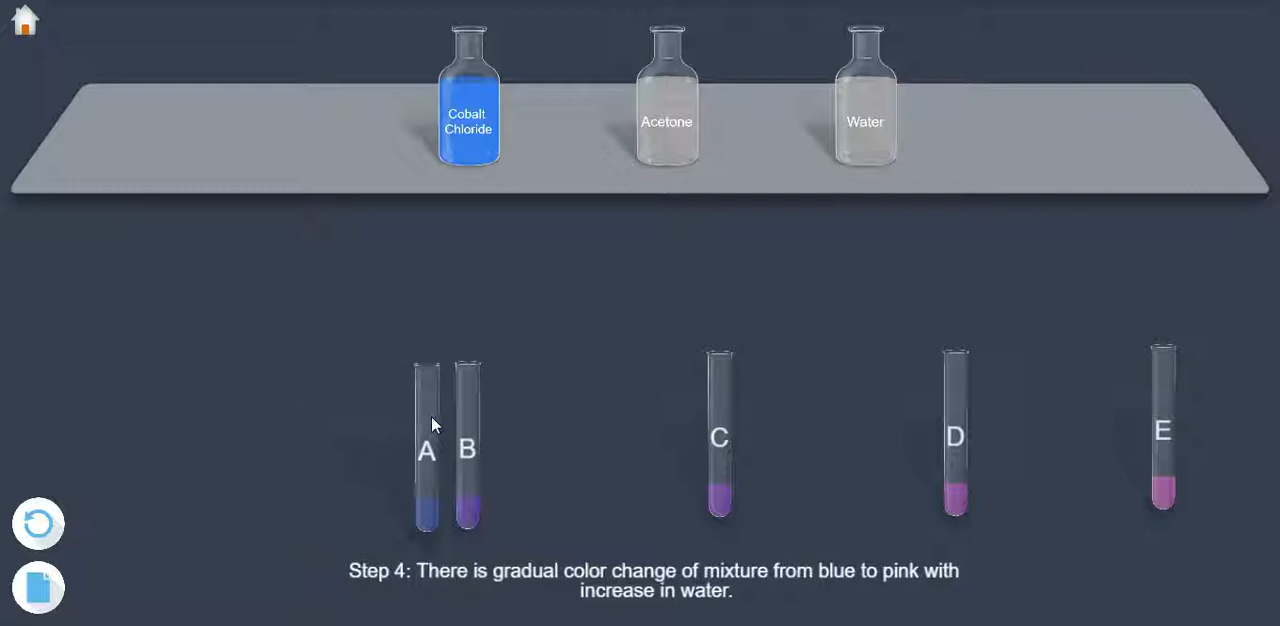 Cobalt
Chloride
Acetone
Water
A
B
C
D
E
Step 4: There is gradual color change of mixture from blue to pink with
increase in water.